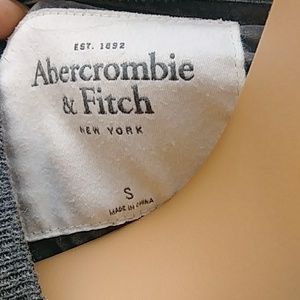 EST. 1892
Abercrombie
& Fitch
NEW YORK
S
MADE IN CHINA